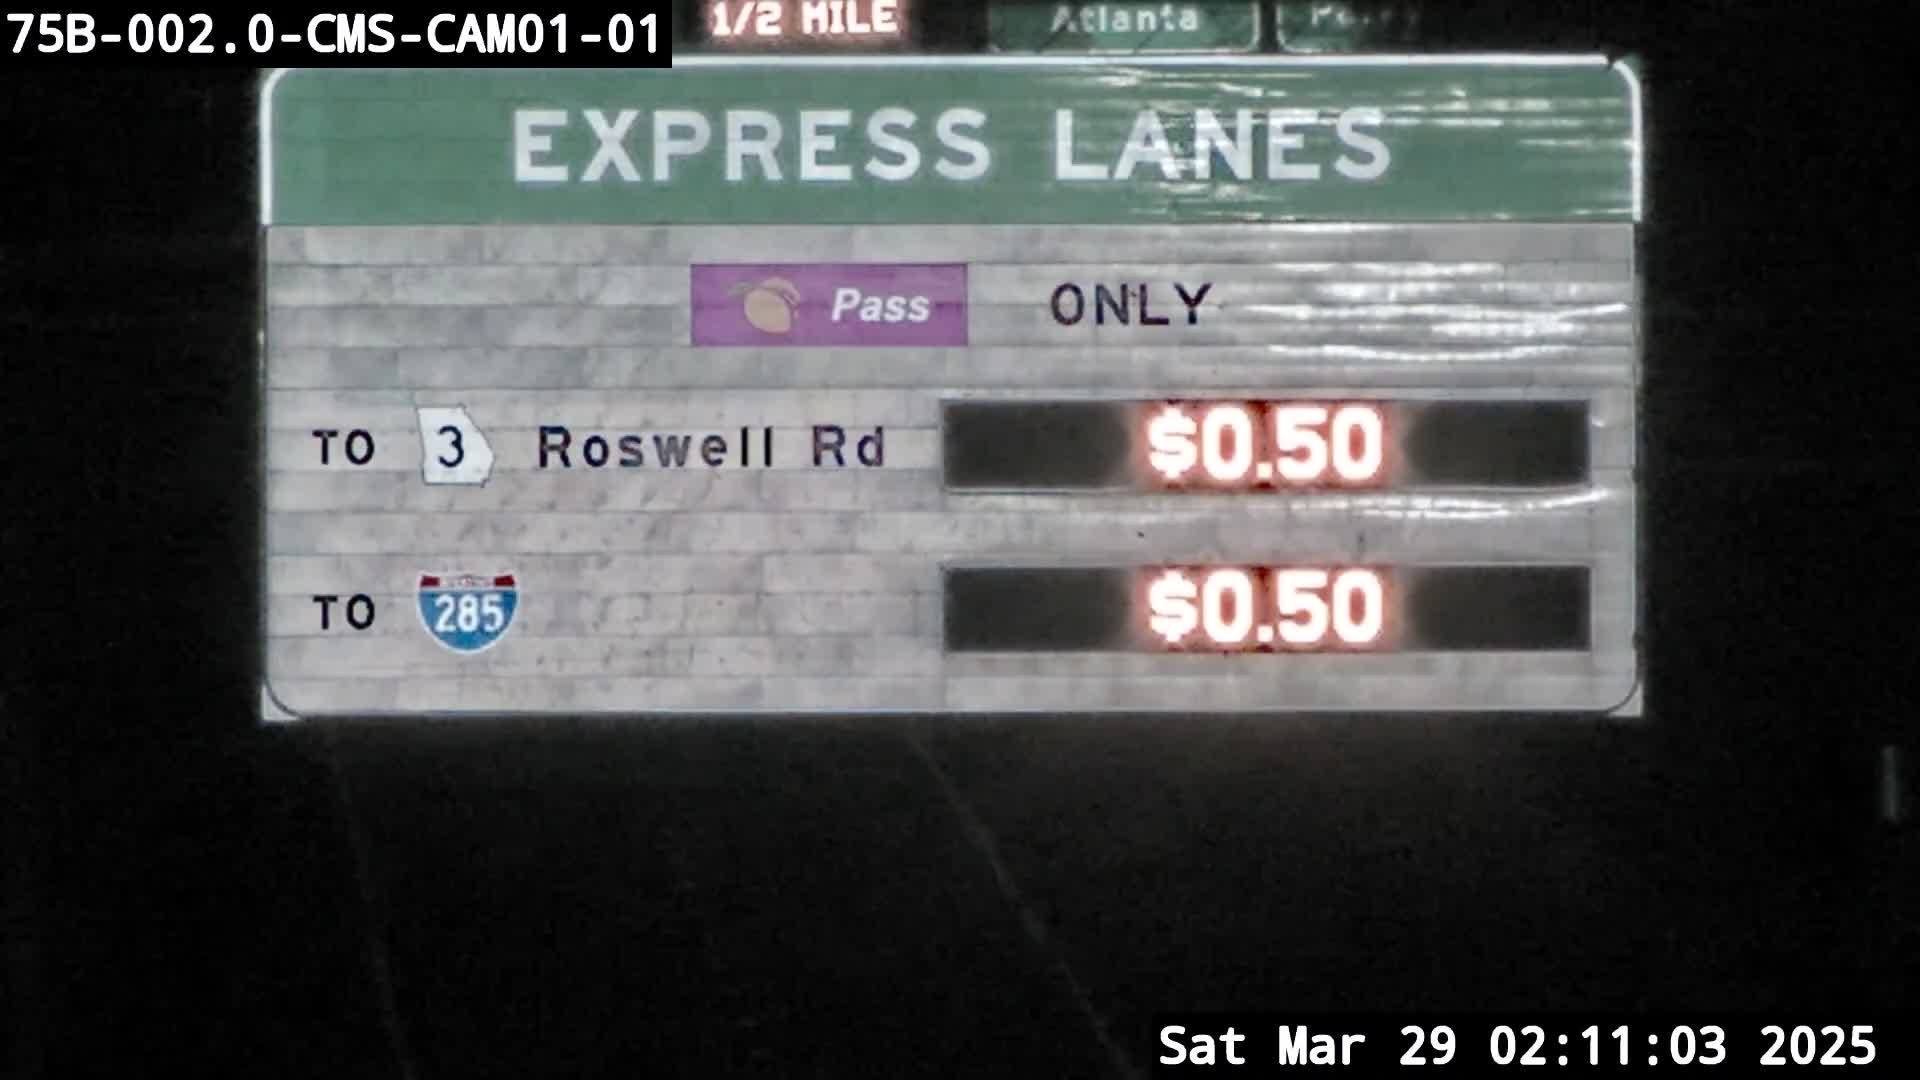 75B-002.0-CMS-CAM01-01
1/2 MILE
Atlanta
EXPRESS LANES
Pass ONLY
TO 3 Roswell Rd $0.50
TO 285 $0.50
Sat Mar 29 02:11:03 2025